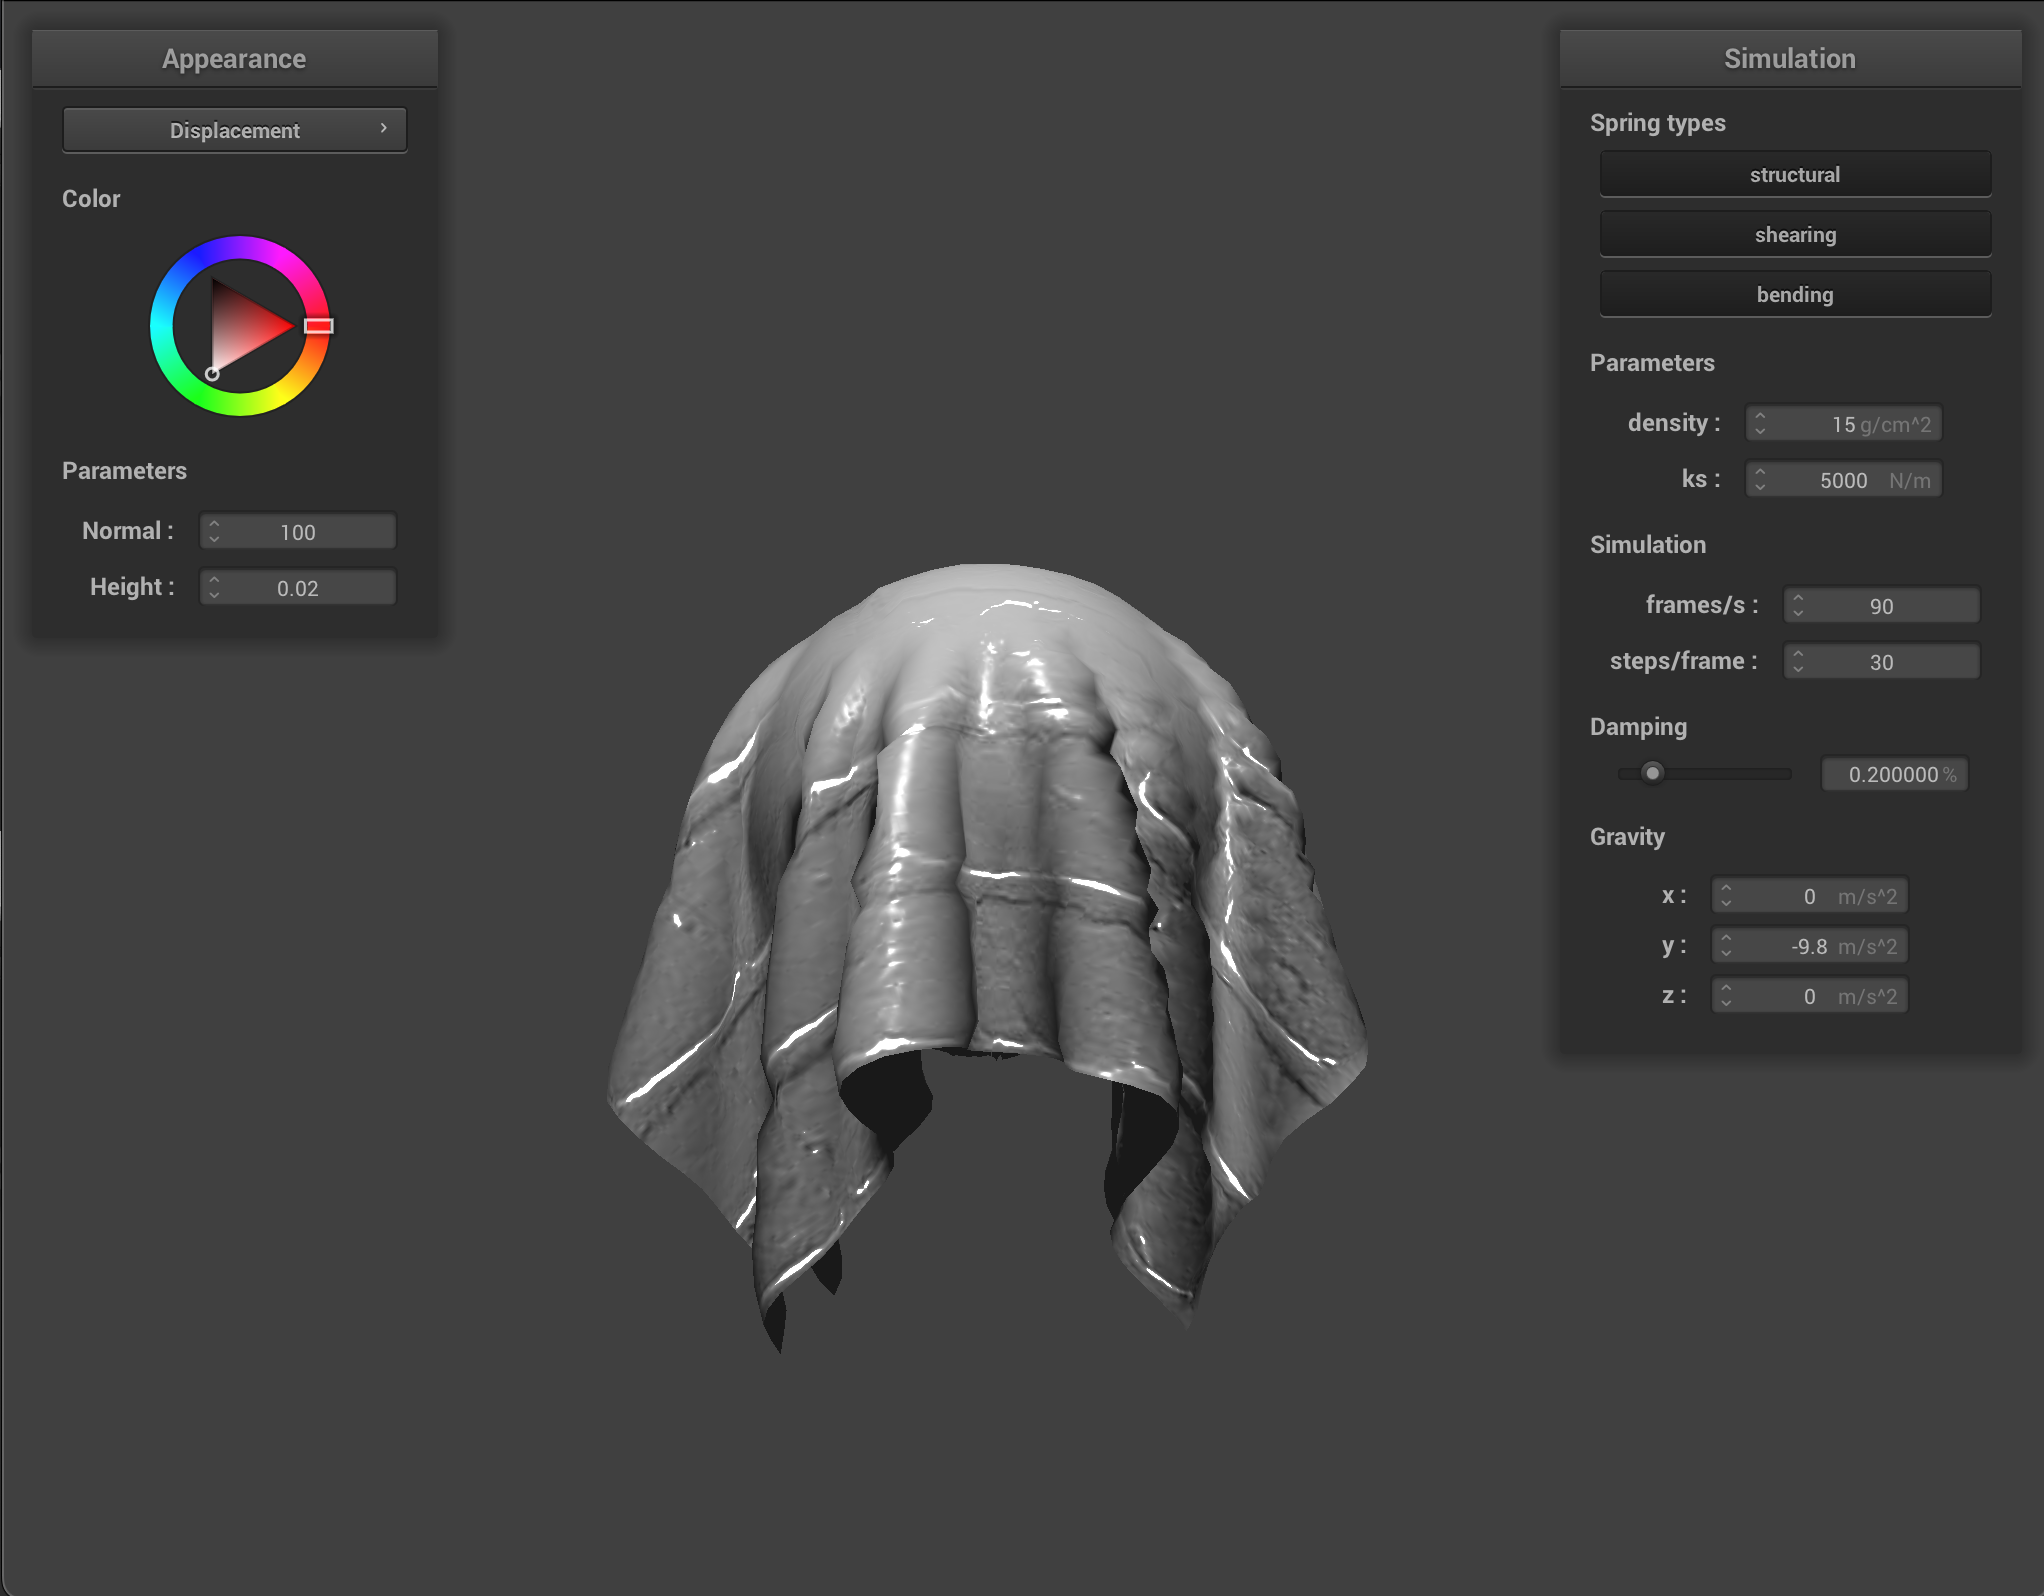 Appearance
Displacement
Color
Parameters
Normal : 100
Height : 0.02
Simulation
Spring types
structural
shearing
bending
Parameters
density : 15 g/cm^2
ks : 5000 N/m
Simulation
frames/s : 90
steps/frame : 30
Damping
0.200000 %
Gravity
x : 0 m/s^2
y : -9.8 m/s^2
z : 0 m/s^2